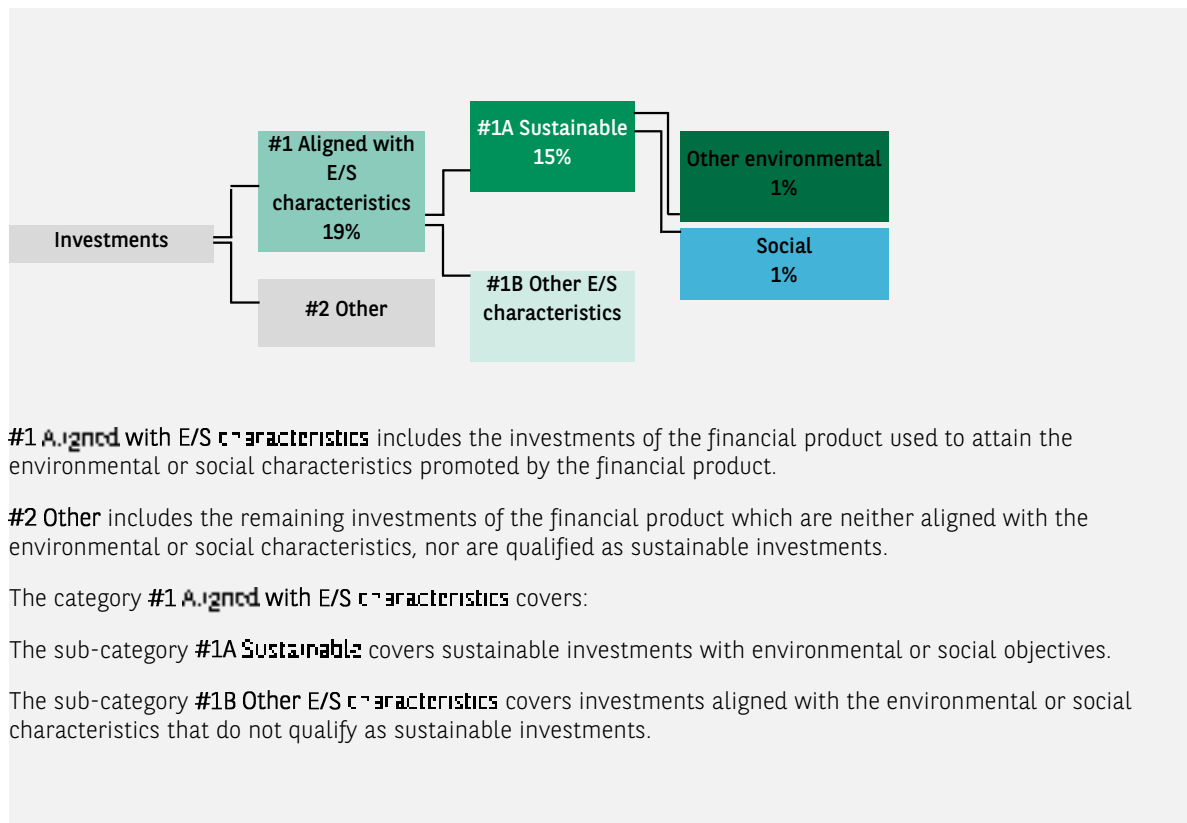 #1A Sustainable
15%
#1 Aligned with
E/S
characteristics
19%
Other environmental
1%
Investments
Social
1%
#1B Other E/S
characteristics
#2 Other
#1 Aligned with E/S characteristics includes the investments of the financial product used to attain the
environmental or social characteristics promoted by the financial product.
#2 Other includes the remaining investments of the financial product which are neither aligned with the
environmental or social characteristics, nor are qualified as sustainable investments.
The category #1 Aligned with E/S characteristics covers:
The sub-category #1A Sustainable covers sustainable investments with environmental or social objectives.
The sub-category #1B Other E/S characteristics covers investments aligned with the environmental or social
characteristics that do not qualify as sustainable investments.